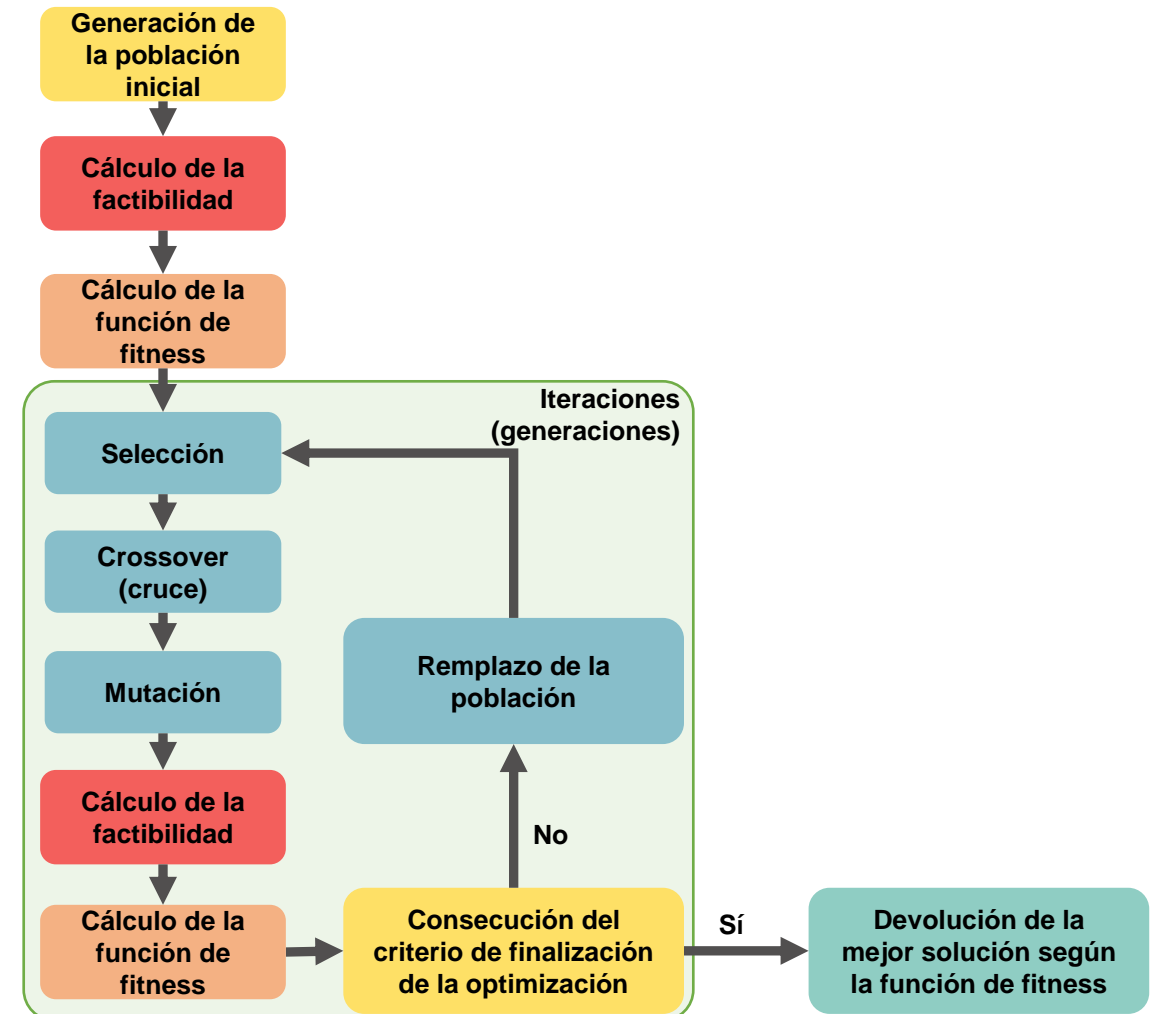 Generación de
la población
inicial
Cálculo de la
factibilidad
Cálculo de la
función de
fitness
Iteraciones
(generaciones)
Selección
Crossover
(cruce)
Mutación
Remplazo de la
población
Cálculo de la
factibilidad
No
Cálculo de la
función de
fitness
Consecución del
criterio de finalización
de la optimización
Sí
Devolución de la
mejor solución según
la función de fitness